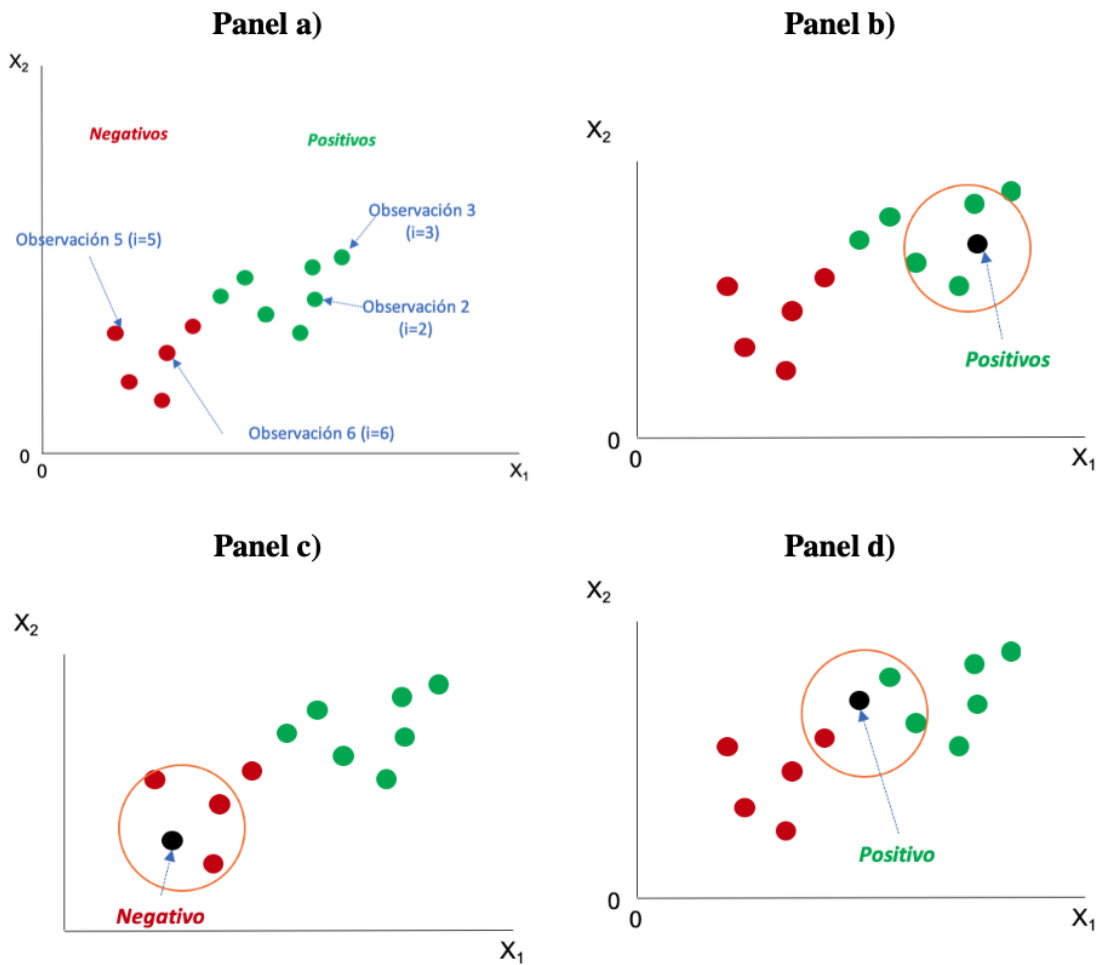 Panel a)
X₂
Negativos
Positivos
Observación 3
(i=3)
Observación 5 (i=5)
Observación 2
(i=2)
Observación 6 (i=6)
0
0
X₁
Panel b)
X₂
Positivos
0
0
X₁
Panel c)
X₂
Negativo
X₁
Panel d)
X₂
Positivo
0
0
X₁